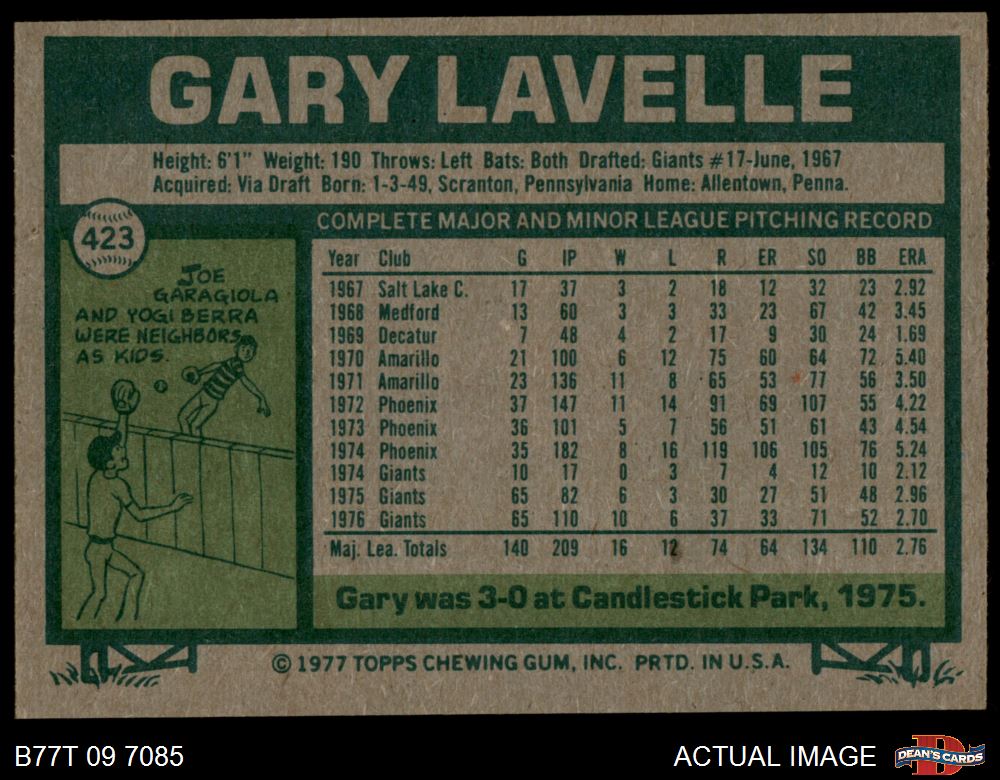 GARY LAVELLE
Height: 6'1" Weight: 190 Throws: Left Bats: Both Drafted: Giants #17-June, 1967
Acquired: Via Draft Born: 1-3-49, Scranton, Pennsylvania Home: Allentown, Penna.
423
JOE
GARAGIOLA
AND YOGI BERRA
WERE NEIGHBORS
AS KIDS.
COMPLETE MAJOR AND MINOR LEAGUE PITCHING RECORD
Year Club G IP W L R ER SO BB ERA
1967 Salt Lake C. 17 37 3 2 18 12 32 23 2.92
1968 Medford 13 60 3 3 33 23 67 42 3.45
1969 Decatur 7 48 4 2 17 9 30 24 1.69
1970 Amarillo 21 100 6 12 75 60 64 72 5.40
1971 Amarillo 23 136 11 8 65 53 77 56 3.50
1972 Phoenix 37 147 11 14 91 69 107 55 4.22
1973 Phoenix 36 101 5 7 56 51 61 43 4.54
1974 Phoenix 35 182 8 16 119 106 105 76 5.24
1974 Giants 10 17 0 3 7 4 12 10 2.12
1975 Giants 65 82 6 3 30 27 51 48 2.96
1976 Giants 65 110 10 6 37 33 71 52 2.70
Maj. Lea. Totals 140 209 16 12 74 64 134 110 2.76
Gary was 3-0 at Candlestick Park, 1975.
© 1977 TOPPS CHEWING GUM, INC. PRTD. IN U.S.A.
B77T 09 7085
ACTUAL IMAGE
DEAN'S CARDS